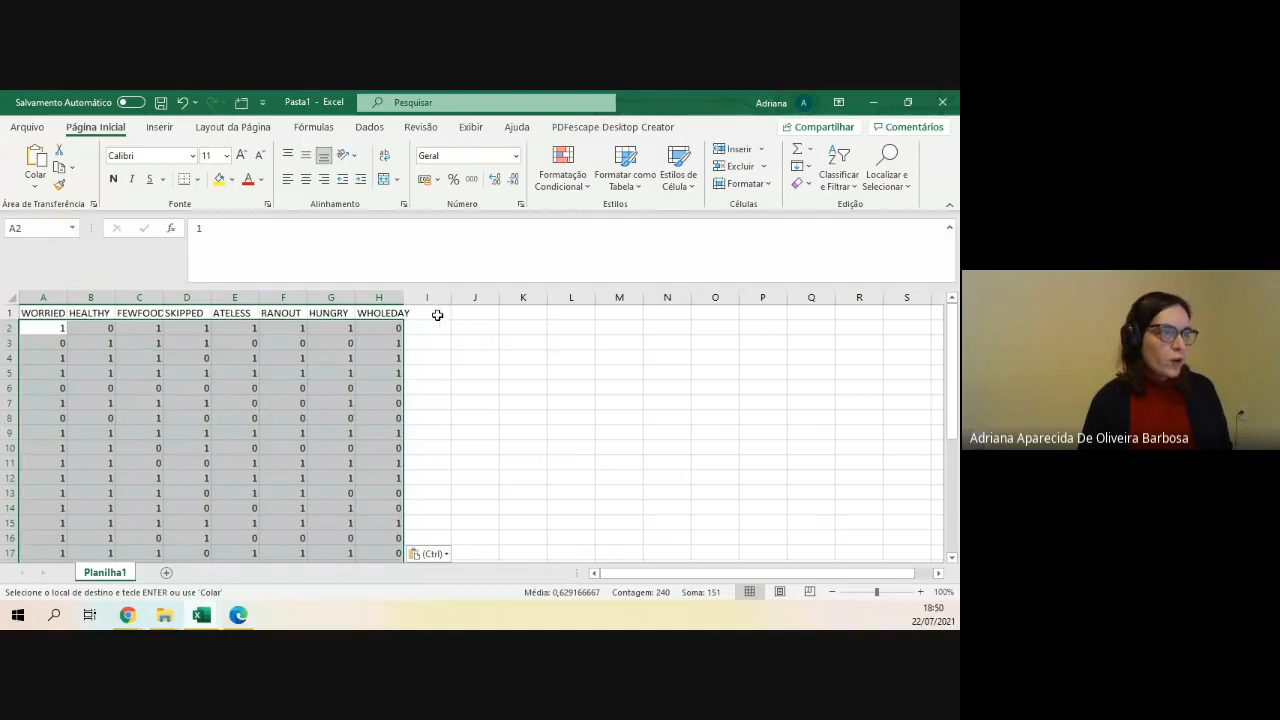 Salvamento Automático Pasta1 - Excel Pesquisar Adriana A
Arquivo Página Inicial Inserir Layout da Página Fórmulas Dados Revisão Exibir Ajuda PDFescape Desktop Creator Compartilhar Comentários
Colar Calibri 11 A A ab Geral Formatação Condicional Formatar como Tabela Estilos de Célula Inserir Excluir Formatar Classificar e Filtrar Localizar e Selecionar
N I S A % 000
Área de Transferência Fonte Alinhamento Número Estilos Células Edição
A2 fx 1
A B C D E F G H I J K L M N O P Q R S
1 WORRIED HEALTHY FEWFOOD SKIPPED ATELESS RANOUT HUNGRY WHOLEDAY
2 1 0 1 1 1 1 1 0
3 0 1 1 1 0 0 0 1
4 1 1 1 1 1 1 1 1
5 1 1 1 1 1 1 1 1
6 0 0 0 0 0 0 0 0
7 1 1 1 1 0 1 1 0
8 0 0 1 0 0 0 0 0
9 1 1 1 1 1 1 1 1
10 1 1 0 1 1 0 0 0
11 1 1 0 0 1 1 1 1
12 1 1 1 1 1 1 1 1
13 1 1 1 0 1 1 0 0
14 1 1 0 0 0 1 0 0
15 1 1 1 1 1 1 1 1
16 1 1 0 1 0 0 0 0
17 1 1 1 0 1 1 1 0
(Ctrl)
Planilha1
Selecione o local de destino e tecle ENTER ou use 'Colar' Média: 0,629166667 Contagem: 240 Soma: 151 100%
18:50
22/07/2021
Adriana Aparecida De Oliveira Barbosa